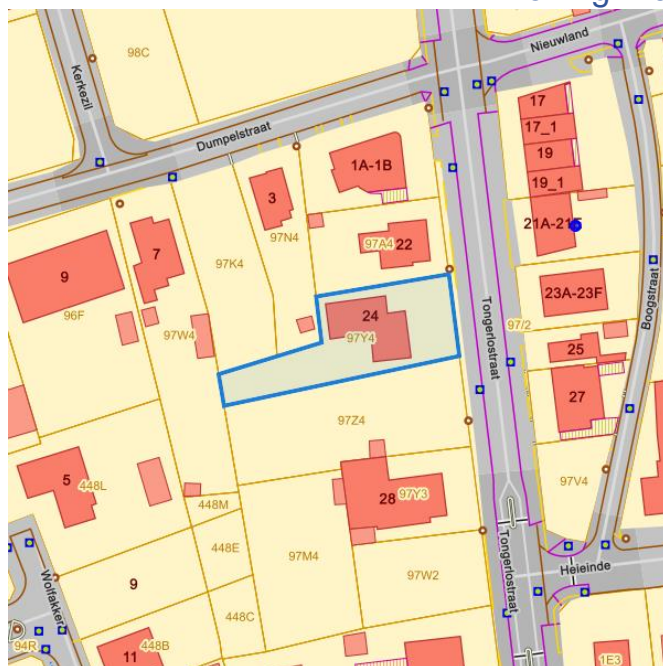 98C
Nieuwland
Kerkezil
Dumpelstraat
17
17_1
1A-1B
19
19_1
3
21A-21F
97N4
97A4
22
7
9
97K4
23A-23F
Boogstraat
96F
24
Tongerlostraat
97/2
97W4
97Y4
25
27
97Z4
5
448L
97V4
28
97Y3
448M
448E
97M4
Tongerlostraat
Heieinde
97W2
Wolfakker
9
448C
94R
448B
11
1E3